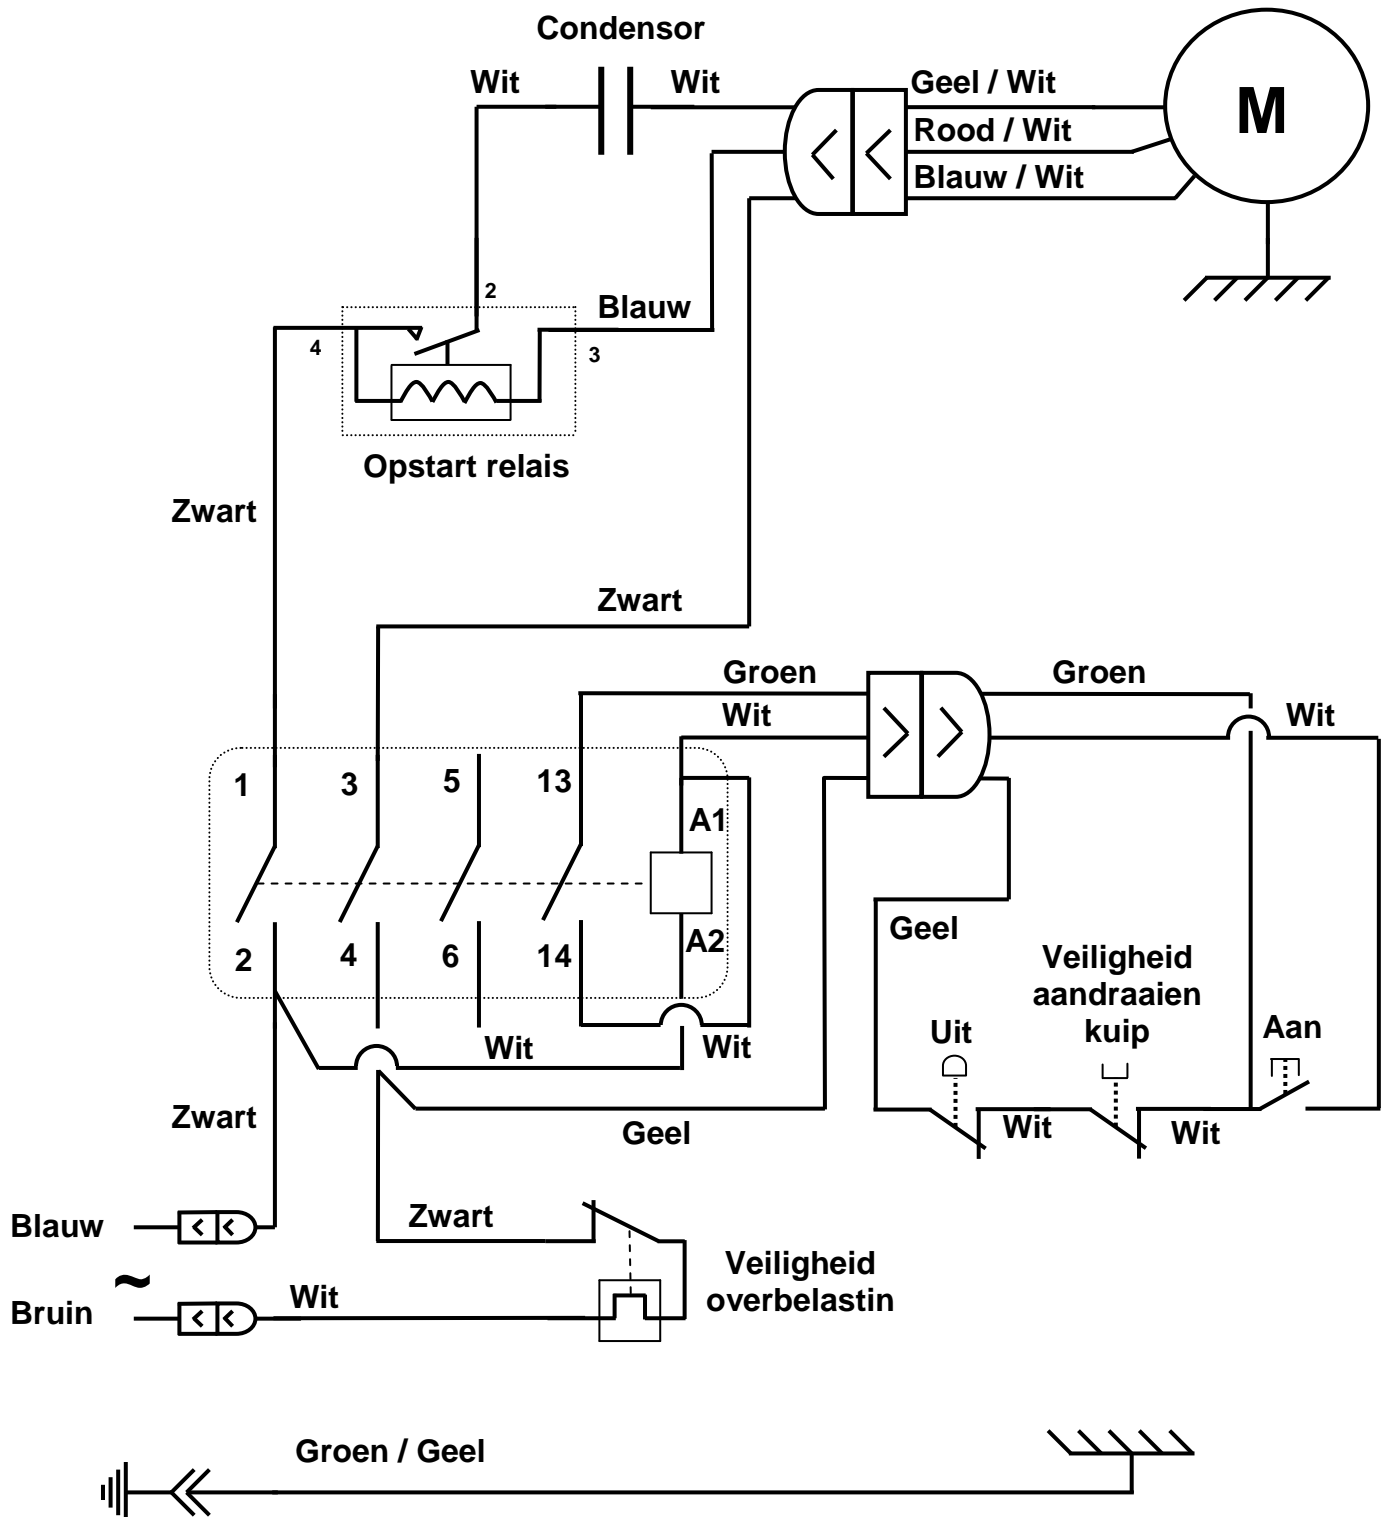 Condensor
Wit
Wit
Geel / Wit
Rood / Wit
Blauw / Wit
M
2
Blauw
4
3
Opstart relais
Zwart
Zwart
Groen
Groen
Wit
Wit
1
3
5
13
A1
2
4
6
14
A2
Geel
Veiligheid
aandraaien
kuip
Uit
Aan
Wit
Wit
Zwart
Geel
Wit
Wit
Blauw
Zwart
~
Veiligheid
overbelastin
Bruin
Wit
Groen / Geel